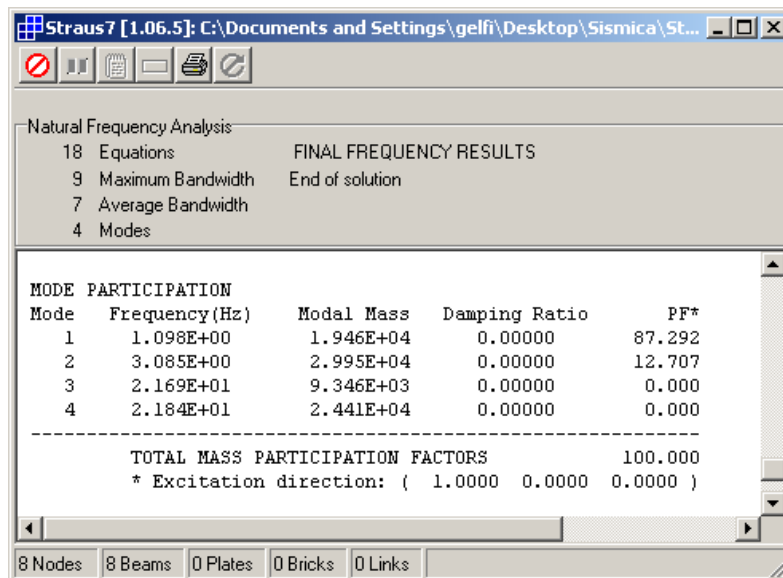 Straus7 [1.06.5]: C:\Documents and Settings\gelfi\Desktop\Sismica\St...
Natural Frequency Analysis
18 Equations FINAL FREQUENCY RESULTS
9 Maximum Bandwidth End of solution
7 Average Bandwidth
4 Modes
MODE PARTICIPATION
Mode Frequency(Hz) Modal Mass Damping Ratio PF*
1 1.098E+00 1.946E+04 0.00000 87.292
2 3.085E+00 2.995E+04 0.00000 12.707
3 2.169E+01 9.346E+03 0.00000 0.000
4 2.184E+01 2.441E+04 0.00000 0.000
----------------------------------------------------------------
TOTAL MASS PARTICIPATION FACTORS 100.000
* Excitation direction: ( 1.0000 0.0000 0.0000 )
8 Nodes 8 Beams 0 Plates 0 Bricks 0 Links